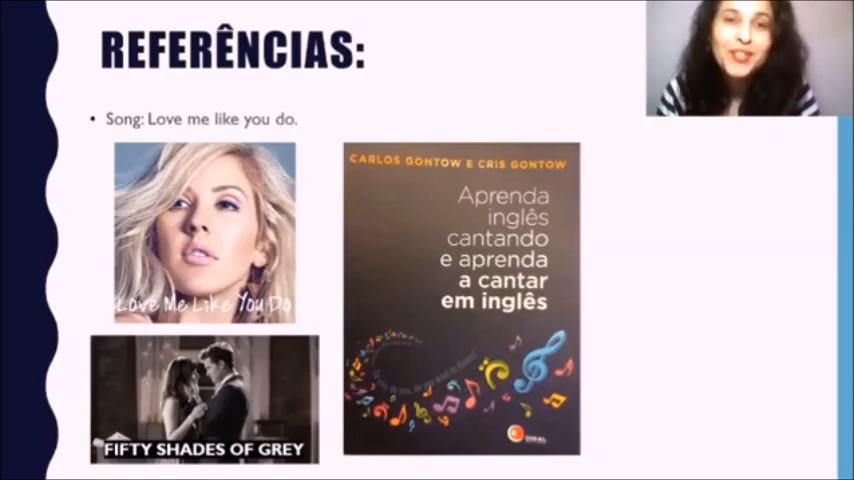 REFERÊNCIAS:
• Song: Love me like you do.
Love Me Like You Do
FIFTY SHADES OF GREY
CARLOS GONTOW E CRIS GONTOW
Aprenda
inglês
cantando
e aprenda
a cantar
em inglês
DISAL